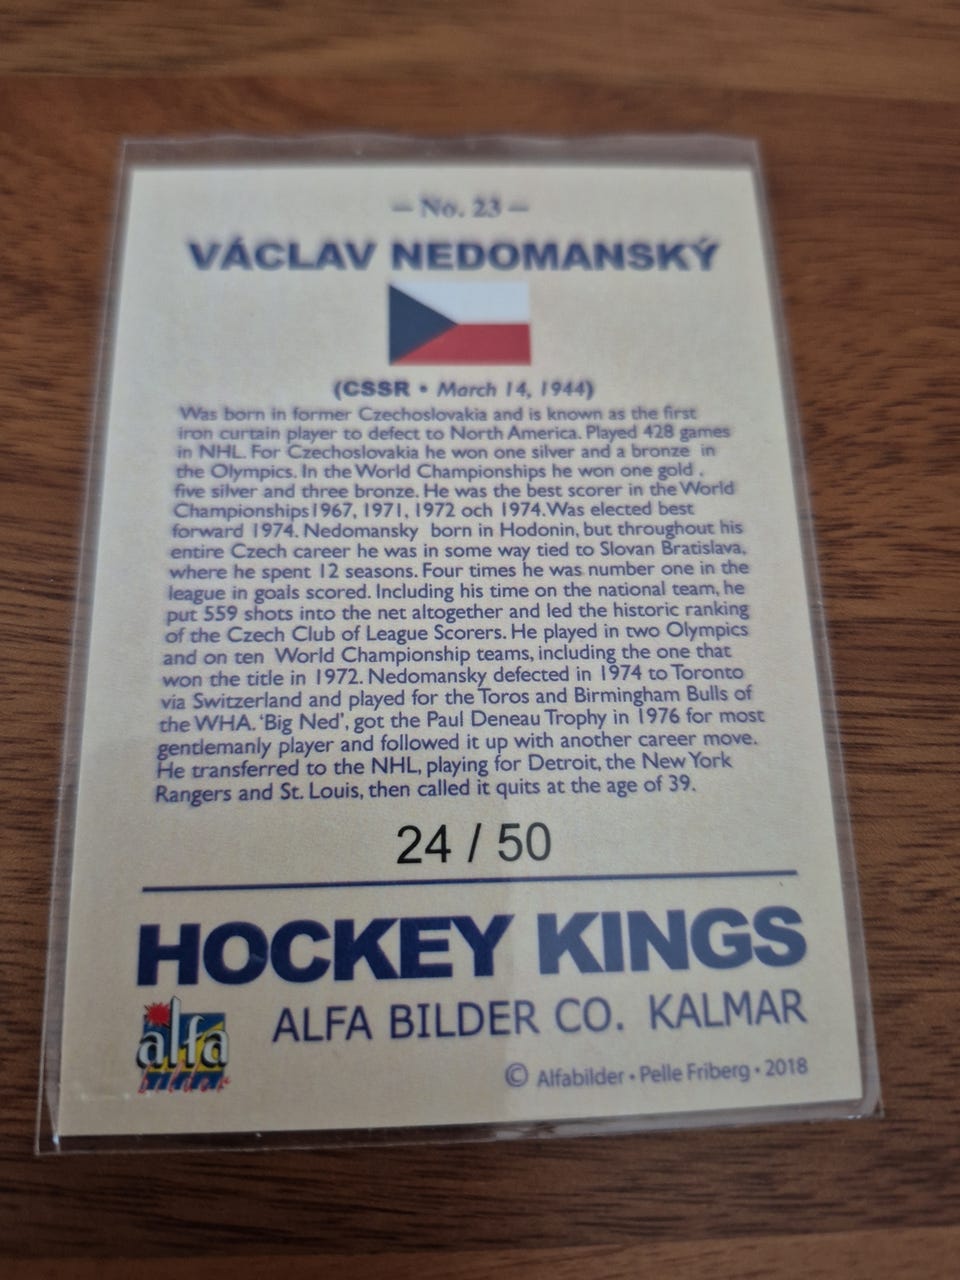 – No. 23 –
VÁCLAV NEDOMANSKÝ
(CSSR • March 14, 1944)
Was born in former Czechoslovakia and is known as the first
iron curtain player to defect to North America. Played 428 games
in NHL. For Czechoslovakia he won one silver and a bronze in
the Olympics. In the World Championships he won one gold ,
five silver and three bronze. He was the best scorer in the World
Championships1967, 1971, 1972 och 1974.Was elected best
forward 1974. Nedomansky born in Hodonin, but throughout his
entire Czech career he was in some way tied to Slovan Bratislava,
where he spent 12 seasons. Four times he was number one in the
league in goals scored. Including his time on the national team, he
put 559 shots into the net altogether and led the historic ranking
of the Czech Club of League Scorers. He played in two Olympics
and on ten World Championship teams, including the one that
won the title in 1972. Nedomansky defected in 1974 to Toronto
via Switzerland and played for the Toros and Birmingham Bulls of
the WHA. ‘Big Ned’, got the Paul Deneau Trophy in 1976 for most
gentlemanly player and followed it up with another career move.
He transferred to the NHL, playing for Detroit, the New York
Rangers and St. Louis, then called it quits at the age of 39.
24 / 50
HOCKEY KINGS
alfa
bilder
ALFA BILDER CO. KALMAR
© Alfabilder • Pelle Friberg • 2018